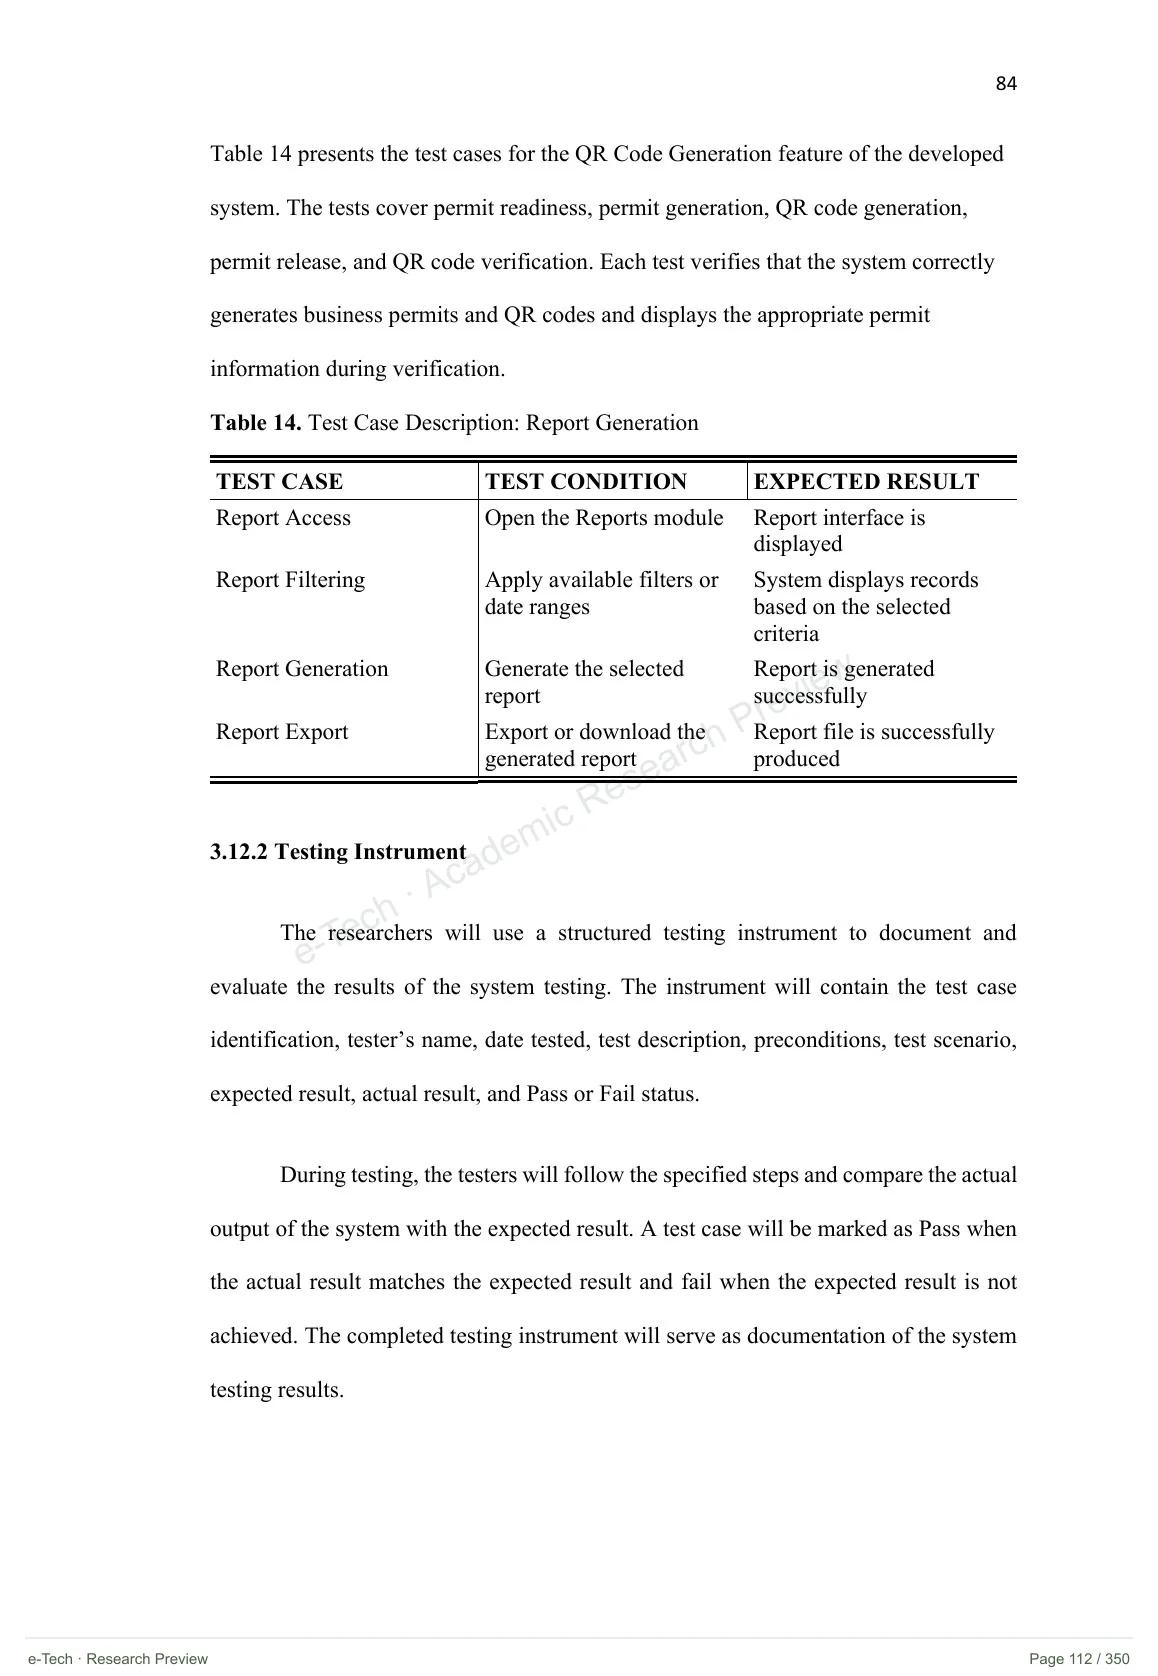 84
Table 14 presents the test cases for the QR Code Generation feature of the developed
system. The tests cover permit readiness, permit generation, QR code generation,
permit release, and QR code verification. Each test verifies that the system correctly
generates business permits and QR codes and displays the appropriate permit
information during verification.
Table 14. Test Case Description: Report Generation
TEST CASE TEST CONDITION EXPECTED RESULT
Report Access Open the Reports module Report interface is
displayed
Report Filtering Apply available filters or System displays records
date ranges based on the selected
criteria
Report Generation Generate the selected Report is generated
report successfully
Report Export Export or download the Report file is successfully
generated report produced
e-Tech · Academic Research Preview
3.12.2 Testing Instrument
The researchers will use a structured testing instrument to document and
evaluate the results of the system testing. The instrument will contain the test case
identification, tester’s name, date tested, test description, preconditions, test scenario,
expected result, actual result, and Pass or Fail status.
During testing, the testers will follow the specified steps and compare the actual
output of the system with the expected result. A test case will be marked as Pass when
the actual result matches the expected result and fail when the expected result is not
achieved. The completed testing instrument will serve as documentation of the system
testing results.
e-Tech · Research Preview Page 112 / 350